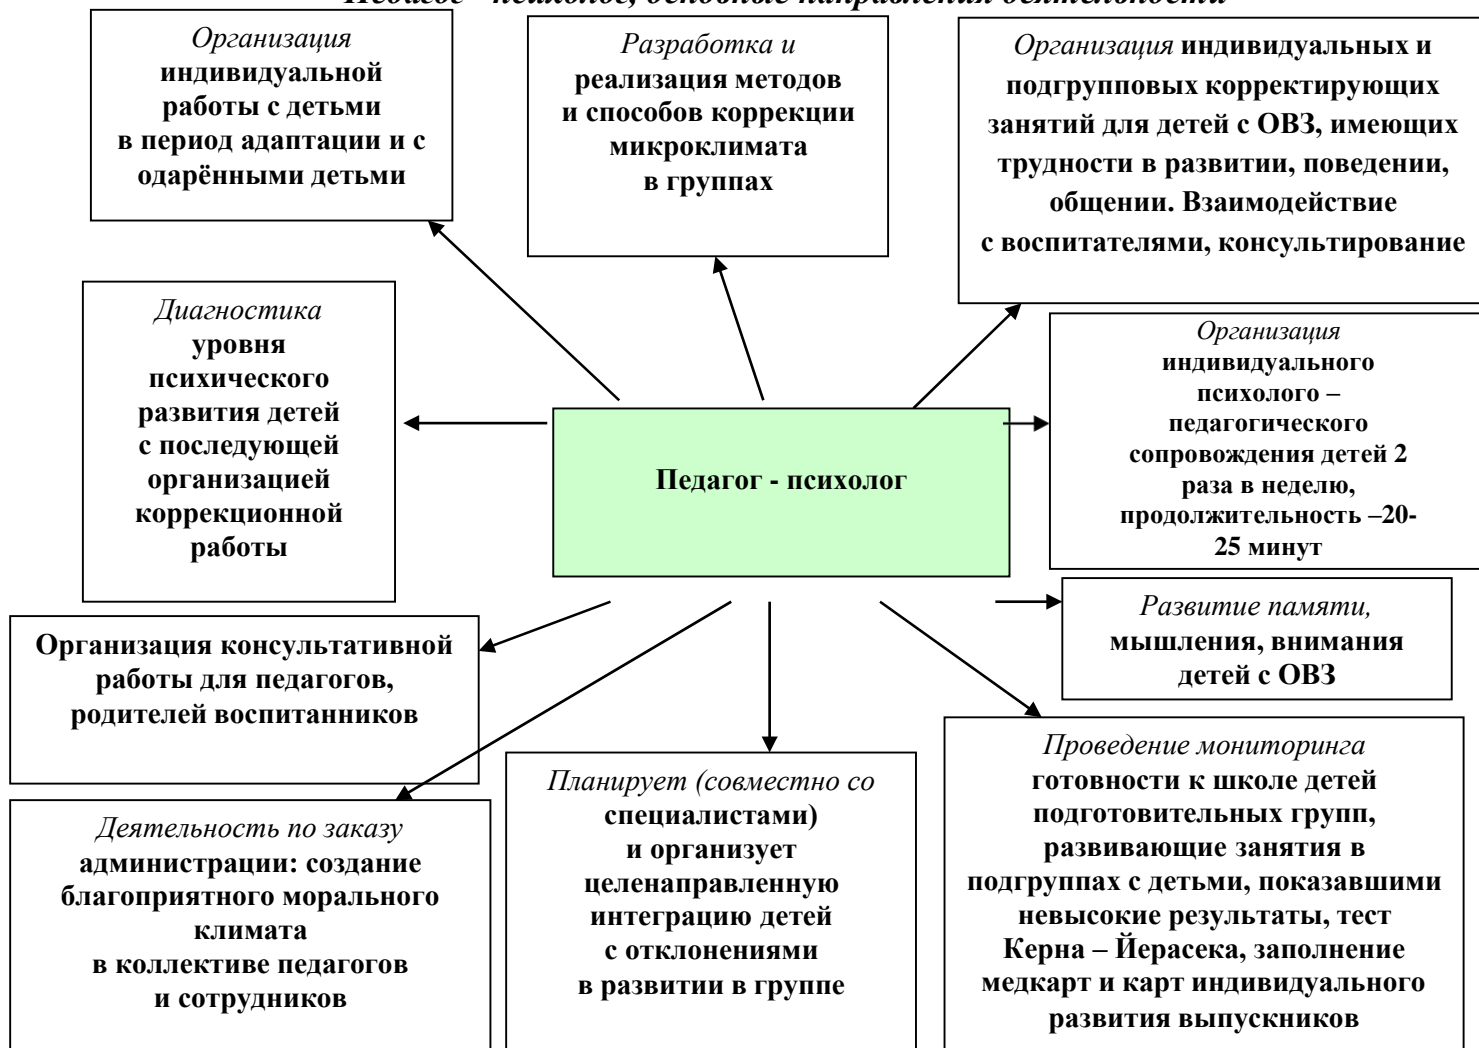 Педагог - психолог, основные направления деятельности
Организация
индивидуальной
работы с детьми
в период адаптации и с
одарёнными детьми
Разработка и
реализация методов
и способов коррекции
микроклимата
в группах
Организация индивидуальных и
подгрупповых корректирующих
занятий для детей с ОВЗ, имеющих
трудности в развитии, поведении,
общении. Взаимодействие
с воспитателями, консультирование
Диагностика
уровня
психического
развития детей
с последующей
организацией
коррекционной
работы
Педагог - психолог
Организация
индивидуального
психолого –
педагогического
сопровождения детей 2
раза в неделю,
продолжительность –20-
25 минут
Развитие памяти,
мышления, внимания
детей с ОВЗ
Организация консультативной
работы для педагогов,
родителей воспитанников
Деятельность по заказу
администрации: создание
благоприятного морального
климата
в коллективе педагогов
и сотрудников
Планирует (совместно со
специалистами)
и организует
целенаправленную
интеграцию детей
с отклонениями
в развитии в группе
Проведение мониторинга
готовности к школе детей
подготовительных групп,
развивающие занятия в
подгруппах с детьми, показавшими
невысокие результаты, тест
Керна – Йерасека, заполнение
медкарт и карт индивидуального
развития выпускников